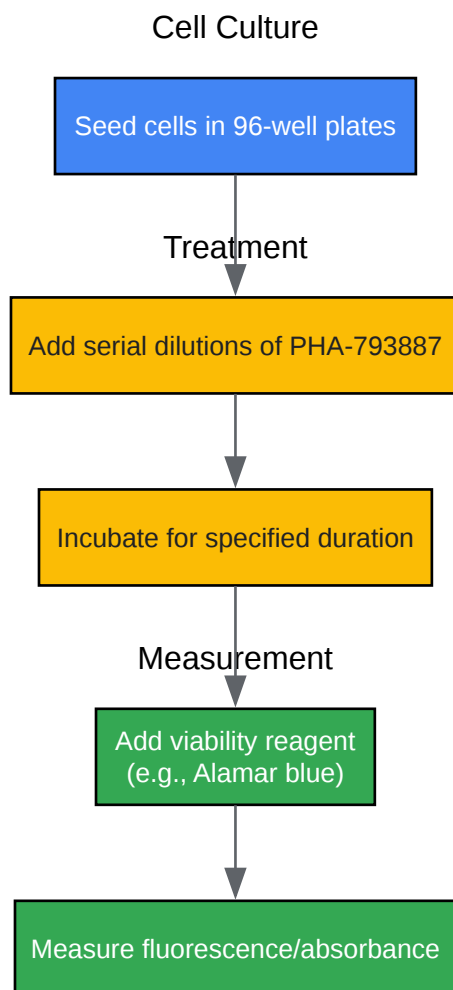 Cell Culture
Seed cells in 96-well plates
Treatment
Add serial dilutions of PHA-793887
Incubate for specified duration
Measurement
Add viability reagent
(e.g., Alamar blue)
Measure fluorescence/absorbance